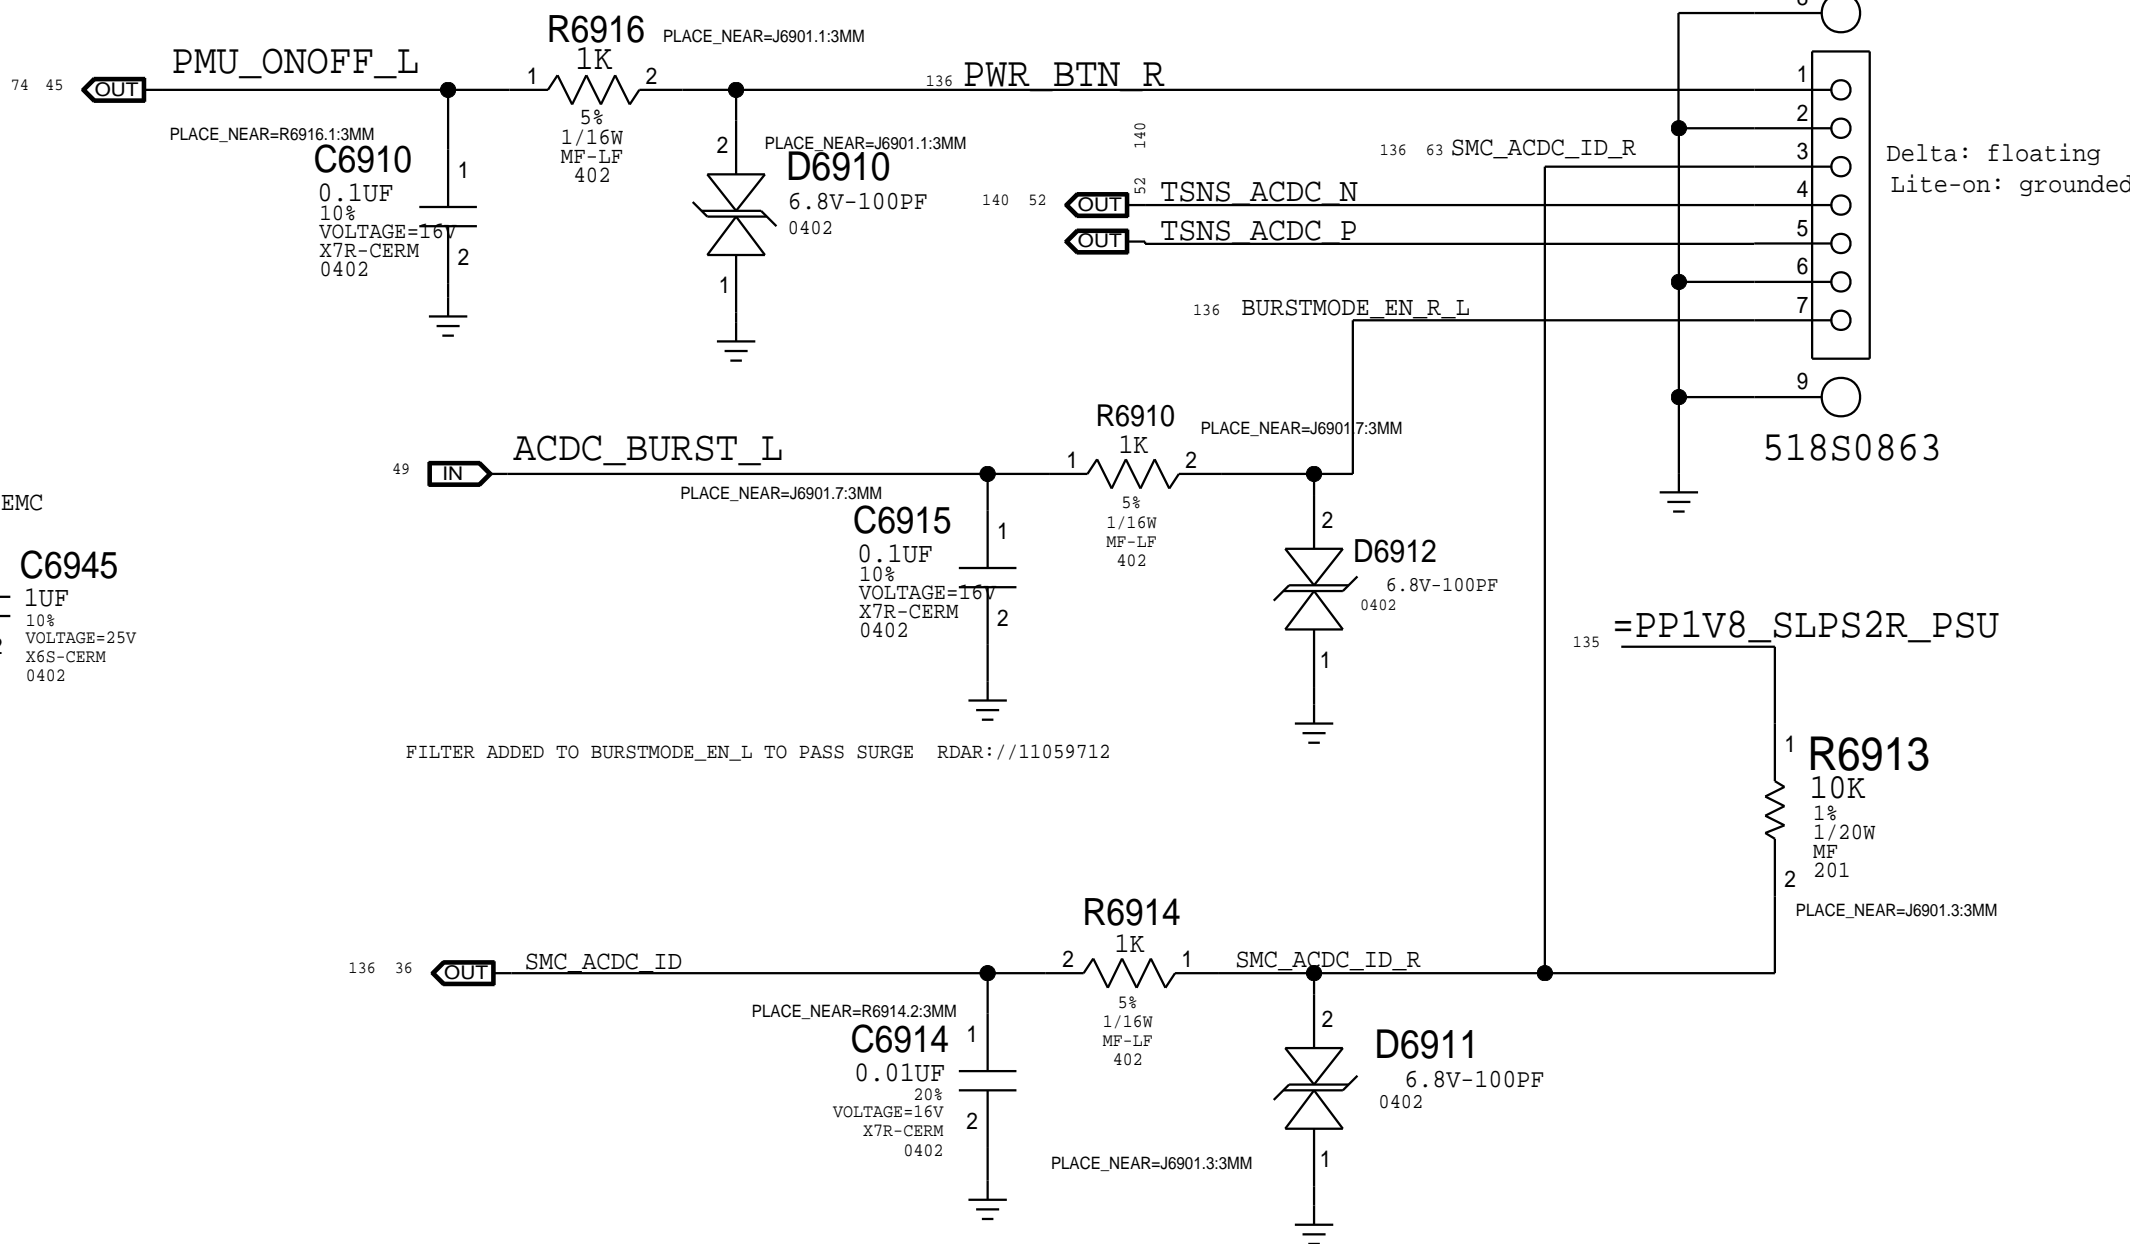 R6916
PLACE_NEAR=J6901.1:3MM
1K
PMU_ONOFF_L
1
2
74 45
OUT
136 PWR_BTN_R
5%
1/16W
MF-LF
402
PLACE_NEAR=R6916.1:3MM
C6910
0.1UF
10%
VOLTAGE=16V
X7R-CERM
0402
1
2
PLACE_NEAR=J6901.1:3MM
D6910
6.8V-100PF
0402
2
1
140
52
136 63 SMC_ACDC_ID_R
140 52
OUT
TSNS_ACDC_N
OUT
TSNS_ACDC_P
136 BURSTMODE_EN_R_L
1
2
3
4
5
6
7
9
Delta: floating
Lite-on: grounded
518S0863
R6910
PLACE_NEAR=J6901.7:3MM
1K
1
2
5%
1/16W
MF-LF
402
49
IN
ACDC_BURST_L
PLACE_NEAR=J6901.7:3MM
C6915
0.1UF
10%
VOLTAGE=16V
X7R-CERM
0402
1
2
2
D6912
6.8V-100PF
0402
1
EMC
C6945
1UF
10%
VOLTAGE=25V
X6S-CERM
0402
FILTER ADDED TO BURSTMODE_EN_L TO PASS SURGE RDAR://11059712
135 =PP1V8_SLPS2R_PSU
1
R6913
10K
1%
1/20W
MF
201
2
PLACE_NEAR=J6901.3:3MM
R6914
1K
2
1
5%
1/16W
MF-LF
402
136 36
OUT
SMC_ACDC_ID
SMC_ACDC_ID_R
PLACE_NEAR=R6914.2:3MM
C6914
0.01UF
20%
VOLTAGE=16V
X7R-CERM
0402
1
2
2
D6911
6.8V-100PF
0402
PLACE_NEAR=J6901.3:3MM
1